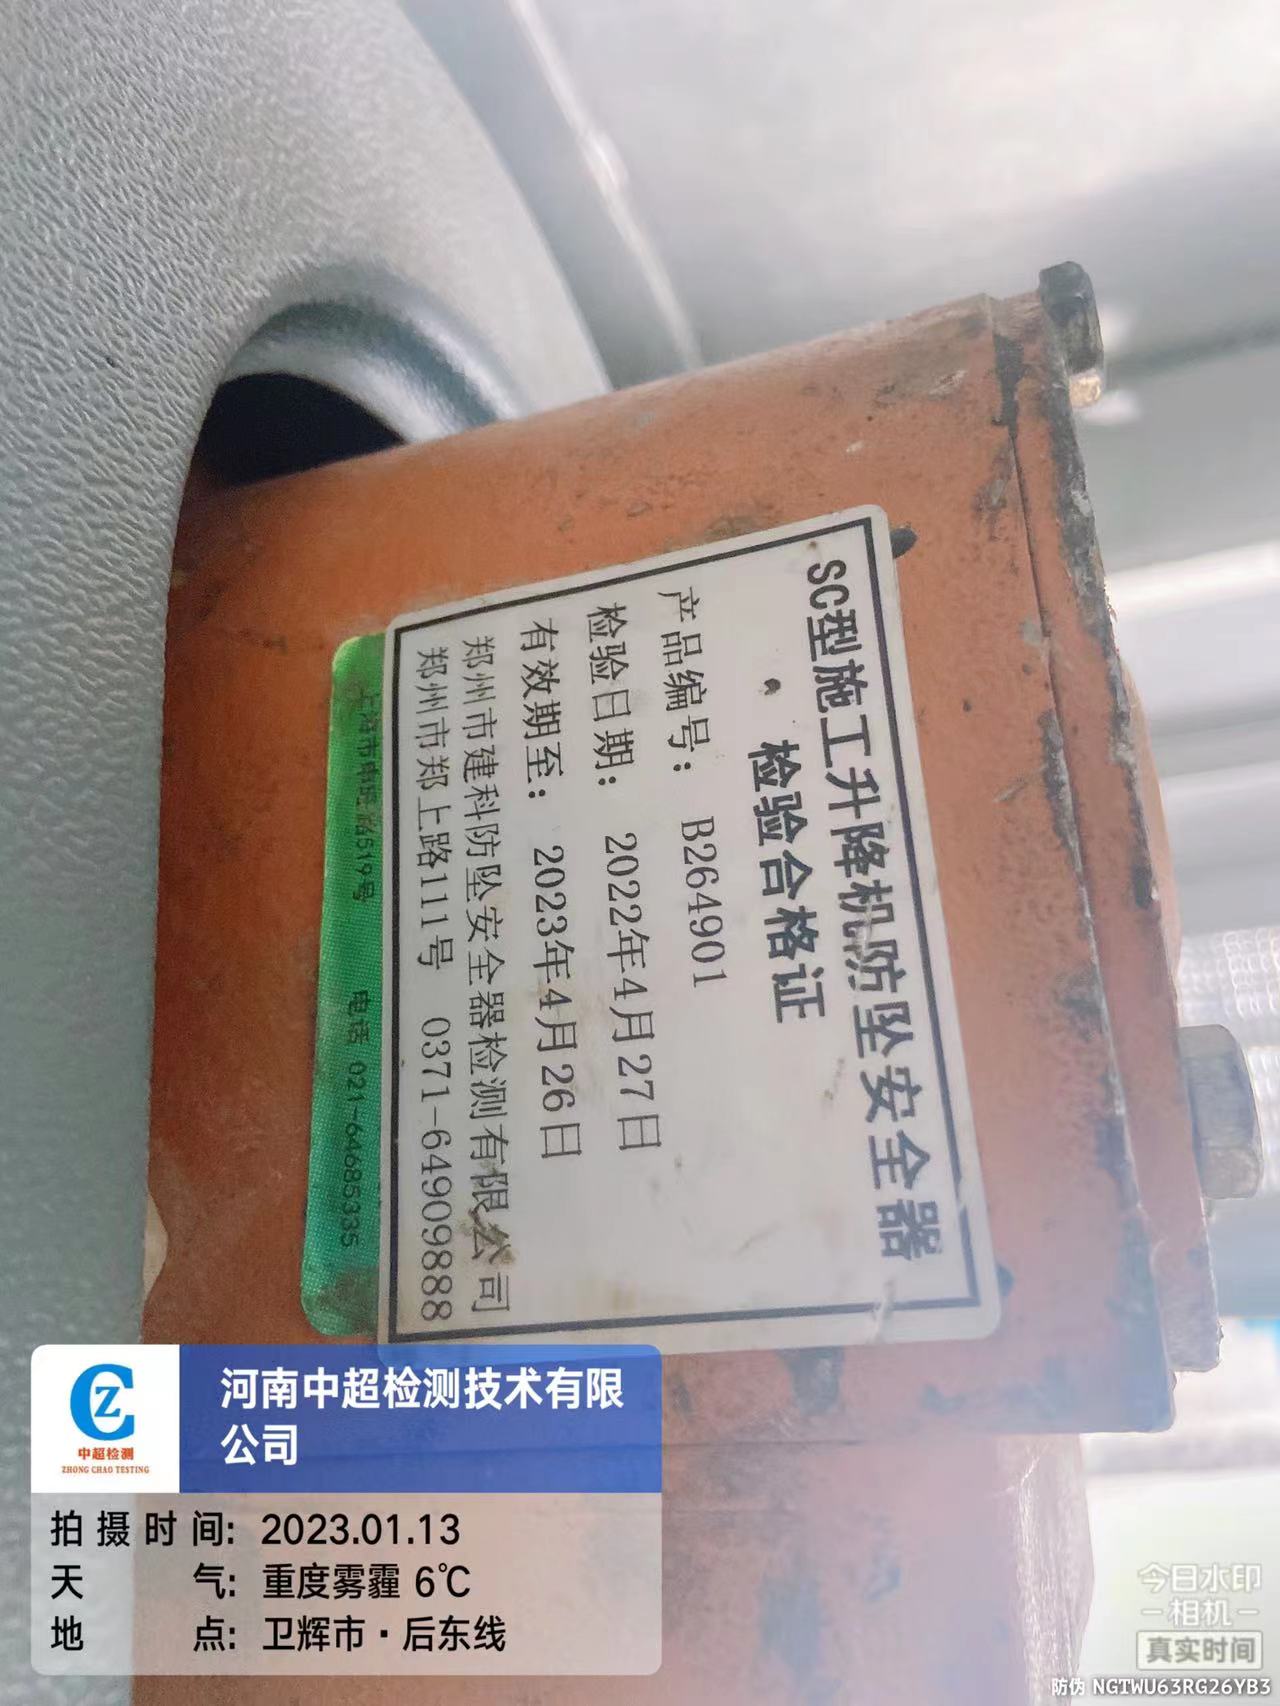 SC型施工升降机防坠安全器
检验合格证
产品编号: B264901
检验日期: 2022年4月27日
有效期至: 2023年4月26日
郑州市建科防坠安全器检测有限公司
郑州市郑上路111号 0371-64909888
519号 电话 021-64685335
CZ
中超检测
ZHONG CHAO TESTING
河南中超检测技术有限
公司
拍摄时间: 2023.01.13
天气: 重度雾霾 6℃
地点: 卫辉市·后东线
今日水印
相机
真实时间
防伪 NGTWU63RG26YB3